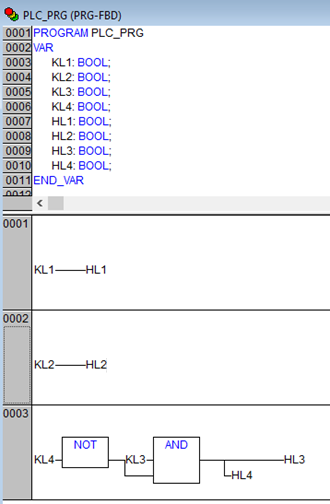 PLC_PRG (PRG-FBD)
0001 PROGRAM PLC_PRG
0002 VAR
0003 KL1: BOOL;
0004 KL2: BOOL;
0005 KL3: BOOL;
0006 KL4: BOOL;
0007 HL1: BOOL;
0008 HL2: BOOL;
0009 HL3: BOOL;
0010 HL4: BOOL;
0011 END_VAR
0012
0001
KL1 HL1
0002
KL2 HL2
0003
NOT AND
KL4 KL3 HL3
HL4